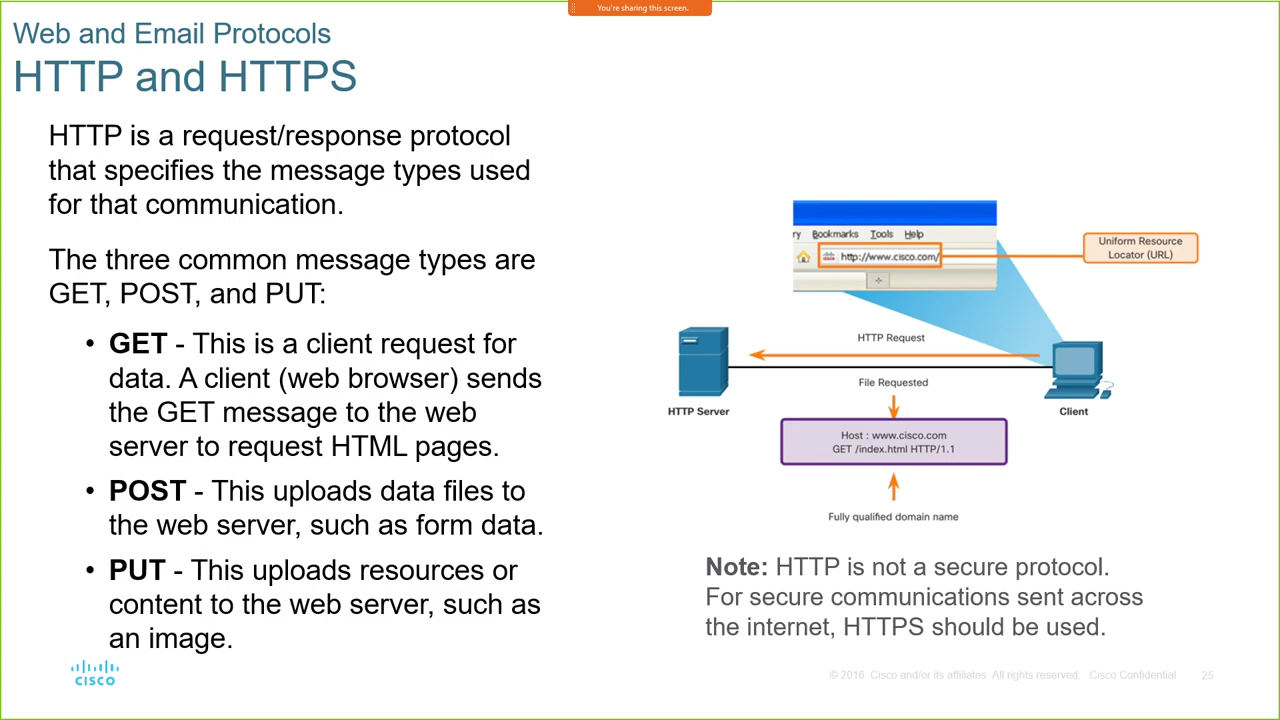 You're sharing this screen.
Web and Email Protocols
HTTP and HTTPS
HTTP is a request/response protocol
that specifies the message types used
for that communication.
The three common message types are
GET, POST, and PUT:
• GET - This is a client request for
data. A client (web browser) sends
the GET message to the web
server to request HTML pages.
• POST - This uploads data files to
the web server, such as form data.
• PUT - This uploads resources or
content to the web server, such as
an image.
ry Bookmarks Tools Help
http://www.cisco.com/
Uniform Resource
Locator (URL)
HTTP Request
File Requested
HTTP Server
Client
Host : www.cisco.com
GET /index.html HTTP/1.1
Fully qualified domain name
Note: HTTP is not a secure protocol.
For secure communications sent across
the internet, HTTPS should be used.
CISCO
© 2016 Cisco and/or its affiliates. All rights reserved. Cisco Confidential
25